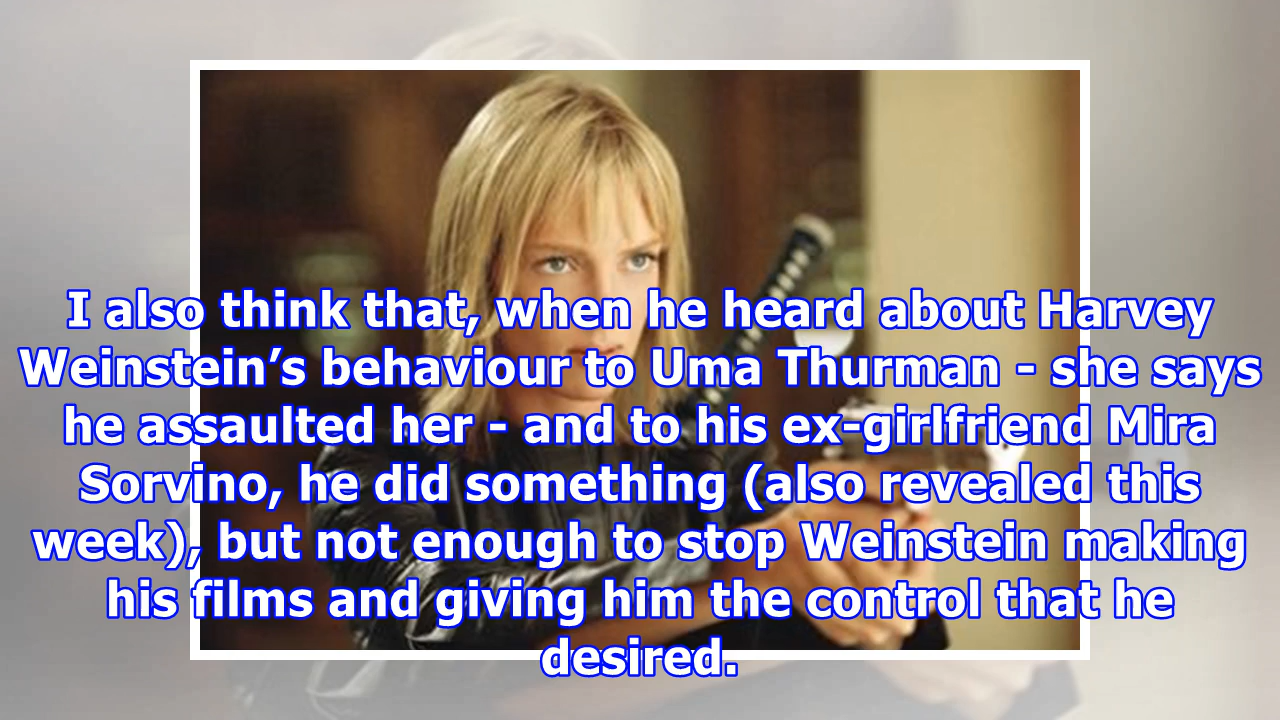 I also think that, when he heard about Harvey
Weinstein’s behaviour to Uma Thurman - she says
he assaulted her - and to his ex-girlfriend Mira
Sorvino, he did something (also revealed this
week), but not enough to stop Weinstein making
his films and giving him the control that he
desired.